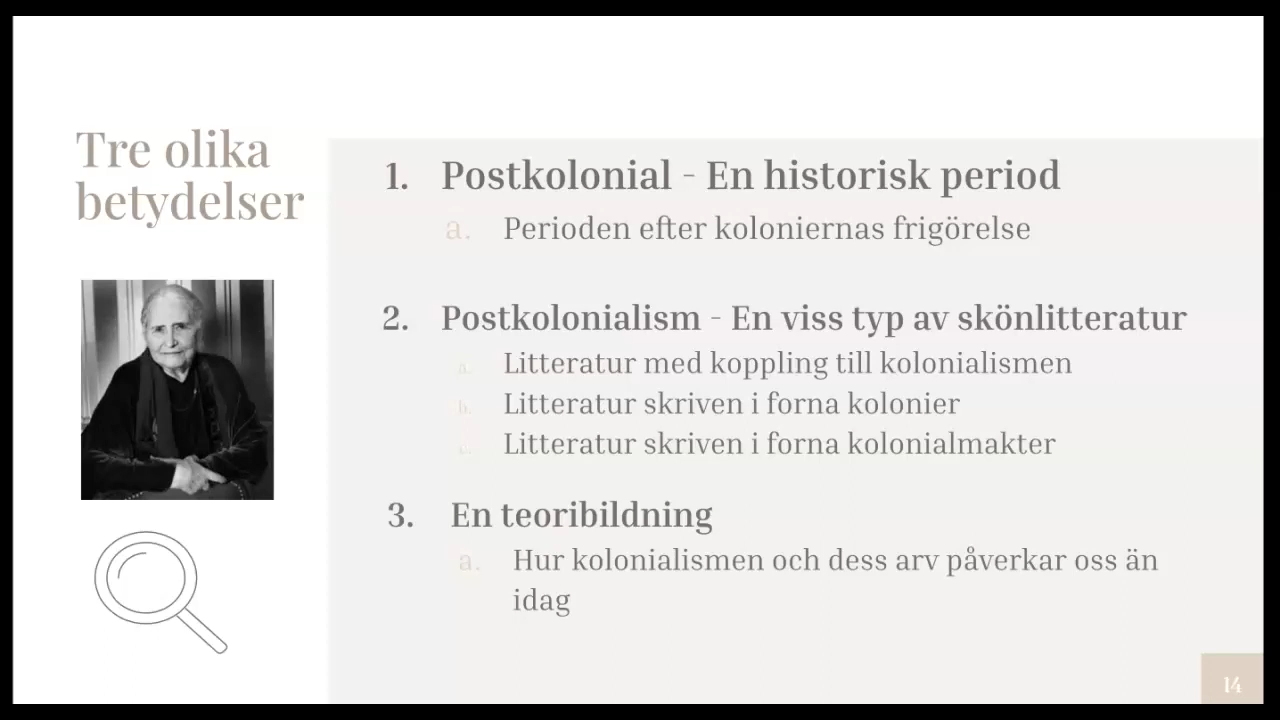 Tre olika
betydelser
1. Postkolonial - En historisk period
a. Perioden efter koloniernas frigörelse
2. Postkolonialism - En viss typ av skönlitteratur
a. Litteratur med koppling till kolonialismen
b. Litteratur skriven i forna kolonier
Litteratur skriven i forna kolonialmakter
3. En teoribildning
a. Hur kolonialismen och dess arv påverkar oss än
idag
14